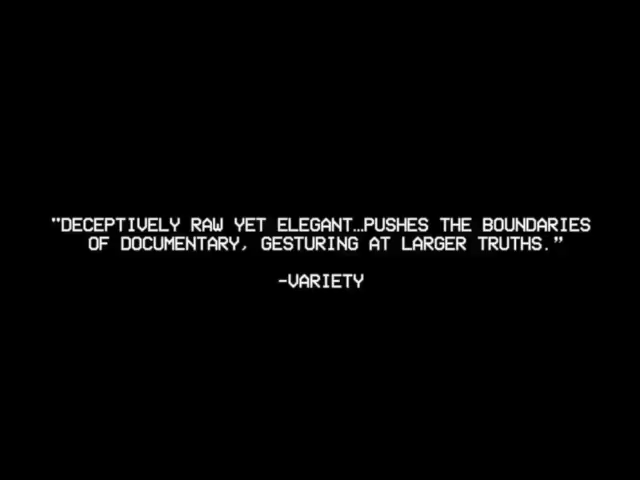 "DECEPTIVELY RAW YET ELEGANT…PUSHES THE BOUNDARIES
OF DOCUMENTARY, GESTURING AT LARGER TRUTHS."
-VARIETY